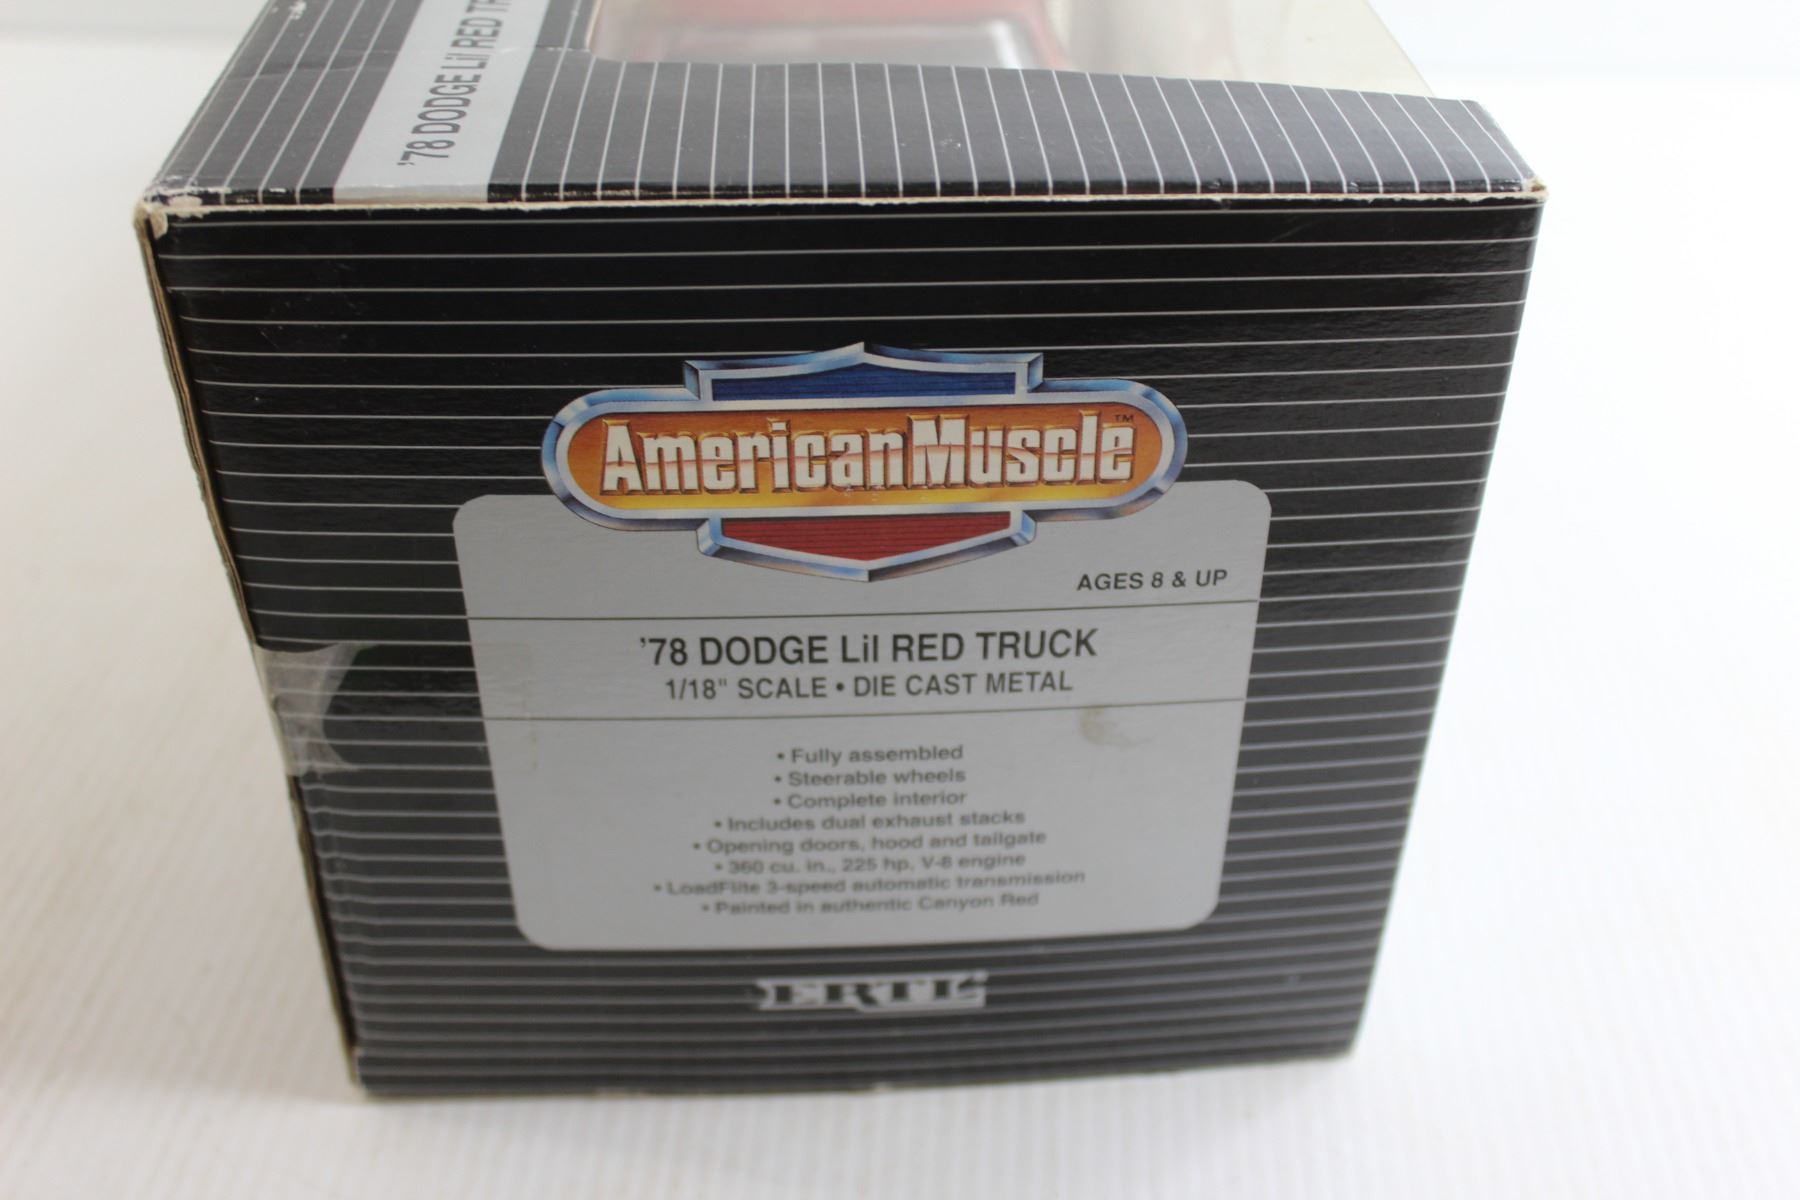 '78 DODGE Lil RED
AmericanMuscle™
AGES 8 & UP
'78 DODGE Lil RED TRUCK
1/18" SCALE • DIE CAST METAL
• Fully assembled
• Steerable wheels
• Complete interior
• Includes dual exhaust stacks
• Opening doors, hood and tailgate
• 360 cu. in., 225 hp, V-8 engine
• LoadFlite 3-speed automatic transmission
• Painted in authentic Canyon Red
ERTL